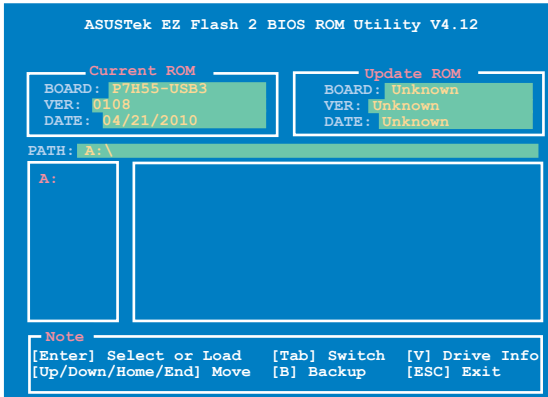 ASUSTek EZ Flash 2 BIOS ROM Utility V4.12
Current ROM
BOARD: P7H55-USB3
VER: 0108
DATE: 04/21/2010
Update ROM
BOARD: Unknown
VER: Unknown
DATE: Unknown
PATH: A:\
A:
Note
[Enter] Select or Load [Tab] Switch [V] Drive Info
[Up/Down/Home/End] Move [B] Backup [ESC] Exit